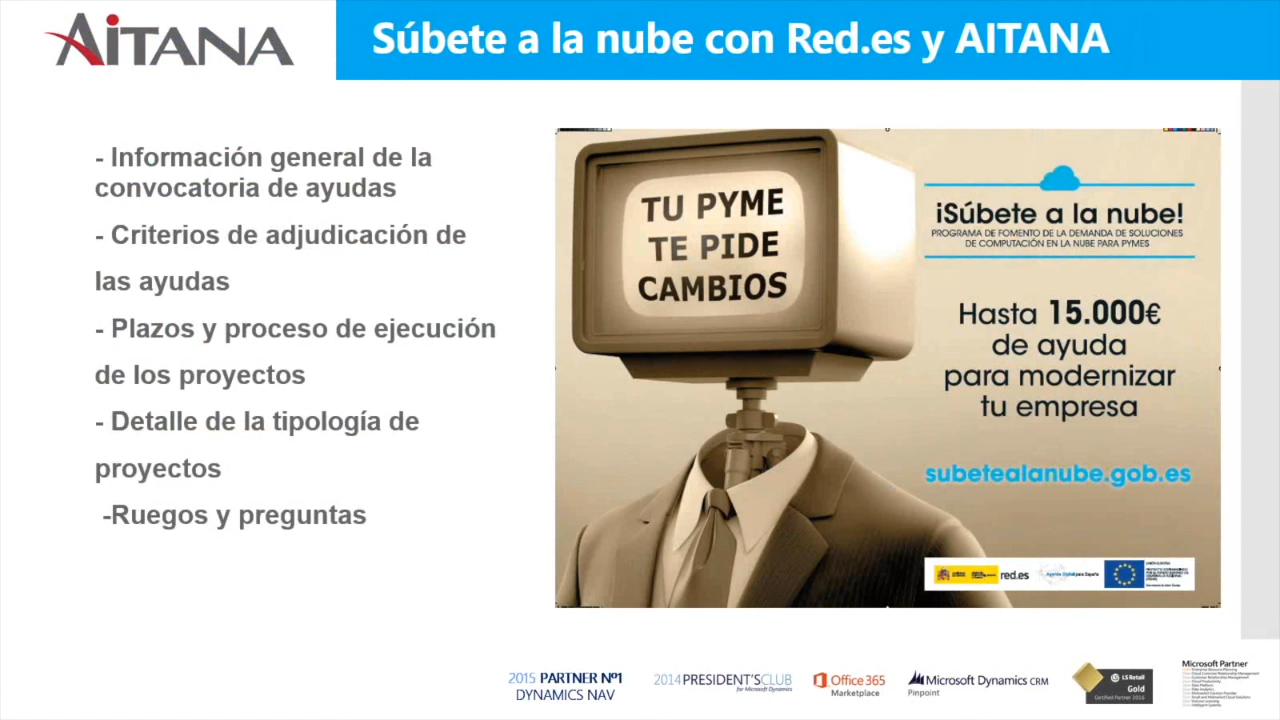 AITANA
Súbete a la nube con Red.es y AITANA
- Información general de la
convocatoria de ayudas
- Criterios de adjudicación de
las ayudas
- Plazos y proceso de ejecución
de los proyectos
- Detalle de la tipología de
proyectos
-Ruegos y preguntas
TU PYME
TE PIDE
CAMBIOS
¡Súbete a la nube!
PROGRAMA DE FOMENTO DE LA DEMANDA DE SOLUCIONES
DE COMPUTACIÓN EN LA NUBE PARA PYMES
Hasta 15.000€
de ayuda
para modernizar
tu empresa
subetealanube.gob.es
red.es
2015 PARTNER Nº1
DYNAMICS NAV
2014 PRESIDENT'S CLUB
for Microsoft Dynamics
Office 365
Marketplace
Microsoft Dynamics CRM
Pinpoint
LS Retail
Gold
Certified Partner 2016
Microsoft Partner